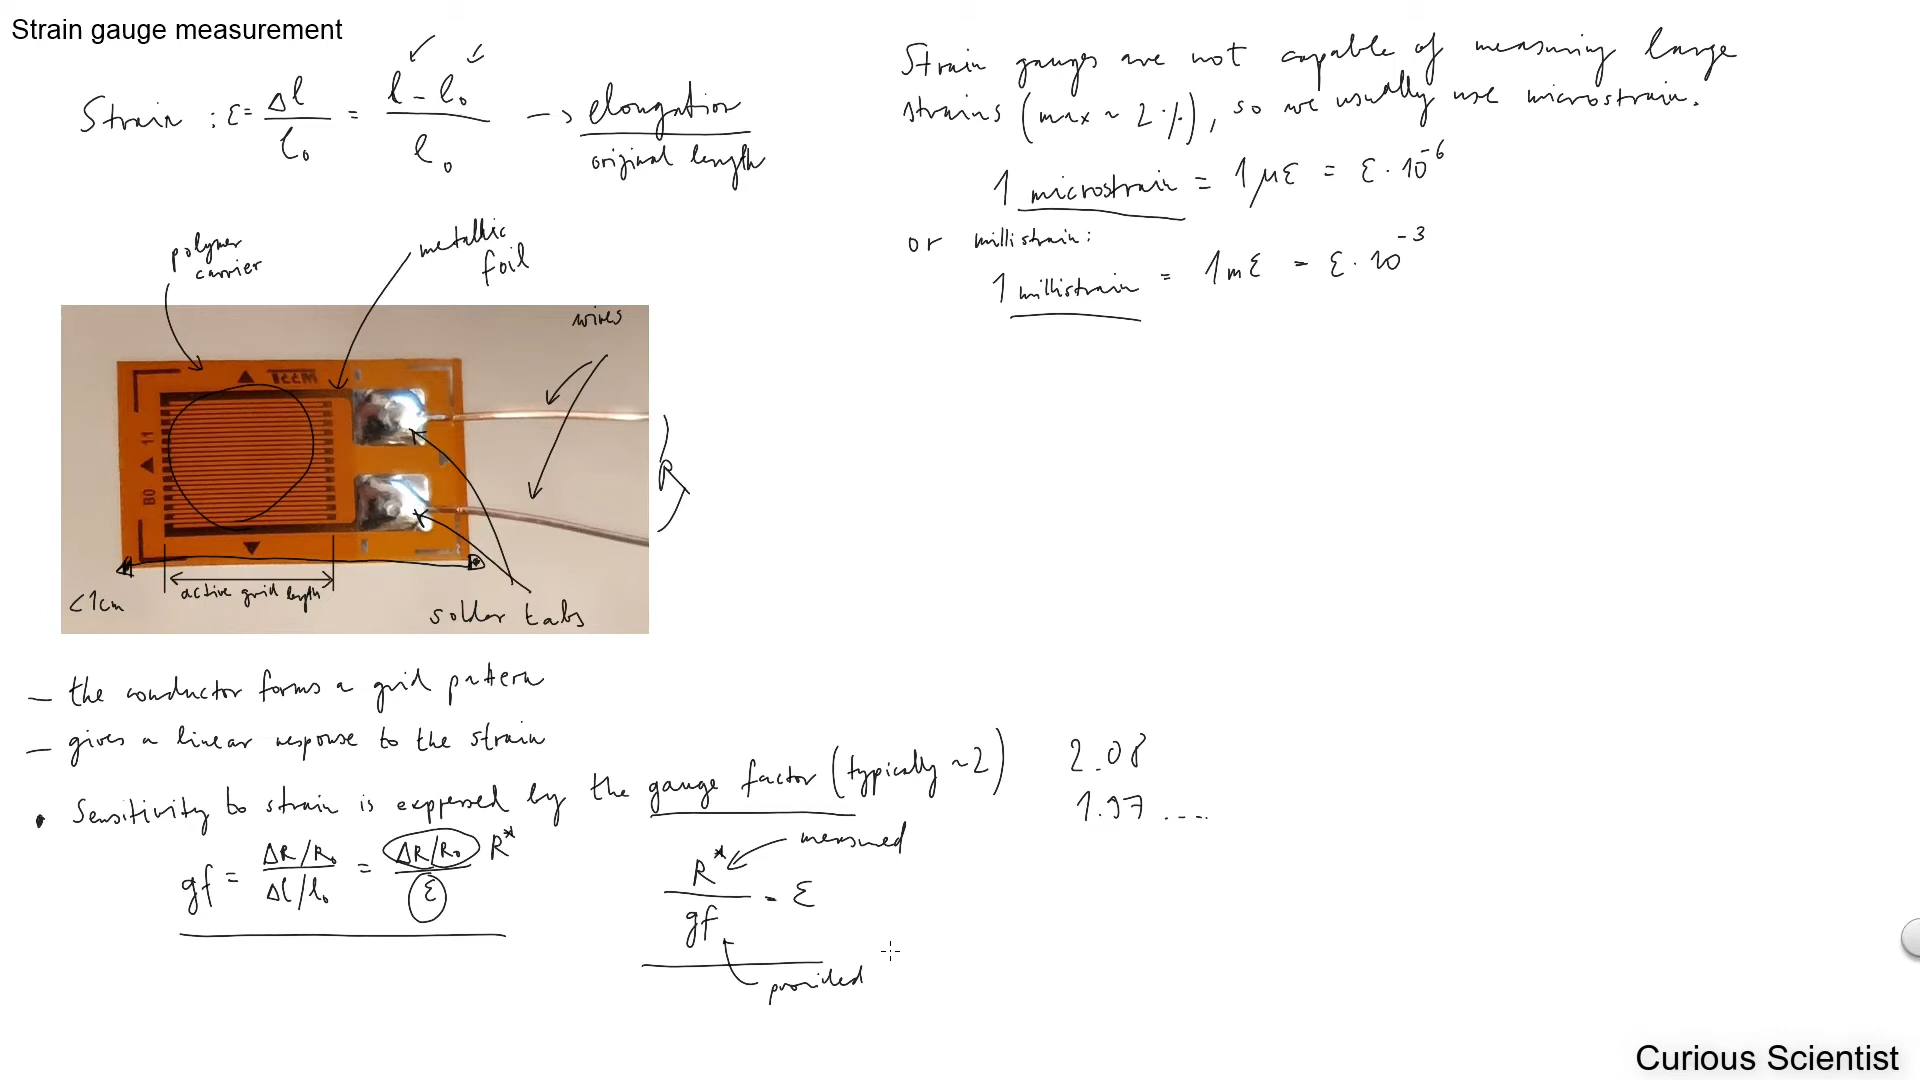 Strain gauge measurement
Strain : ε = Δl / l₀ = l - l₀ / l₀ -> elongation / original length
Strain gauges are not capable of measuring large
strains (max ~ 2 %), so we usually use microstrain.
1 microstrain = 1 με = ε · 10⁻⁶
or millistrain :
1 millistrain = 1 mε = ε · 10⁻³
polymer
carrier
metallic
foil
wires
11
B0
R
<1cm
active grid length
solder tabs
- the conductor forms a grid pattern
- gives a linear response to the strain
• Sensitivity to strain is expressed by the gauge factor (typically ~2)
2.08
1.97 ....
gf = ΔR/R₀ / Δl/l₀ = ΔR/R₀ / ε R*
R* / gf = ε
measured
provided
Curious Scientist